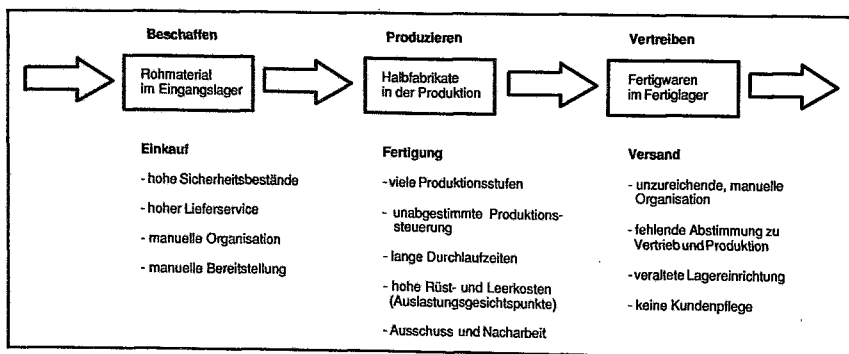 Beschaffen
Rohmaterial
im Eingangslager
Einkauf
- hohe Sicherheitsbestände
- hoher Lieferservice
- manuelle Organisation
- manuelle Bereitstellung
Produzieren
Halbfabrikate
in der Produktion
Fertigung
- viele Produktionsstufen
- unabgestimmte Produktions-
steuerung
- lange Durchlaufzeiten
- hohe Rüst- und Leerkosten
(Auslastungsgesichtspunkte)
- Ausschuss und Nacharbeit
Vertreiben
Fertigwaren
im Fertiglager
Versand
- unzureichende, manuelle
Organisation
- fehlende Abstimmung zu
Vertrieb und Produktion
- veraltete Lagereinrichtung
- keine Kundenpflege